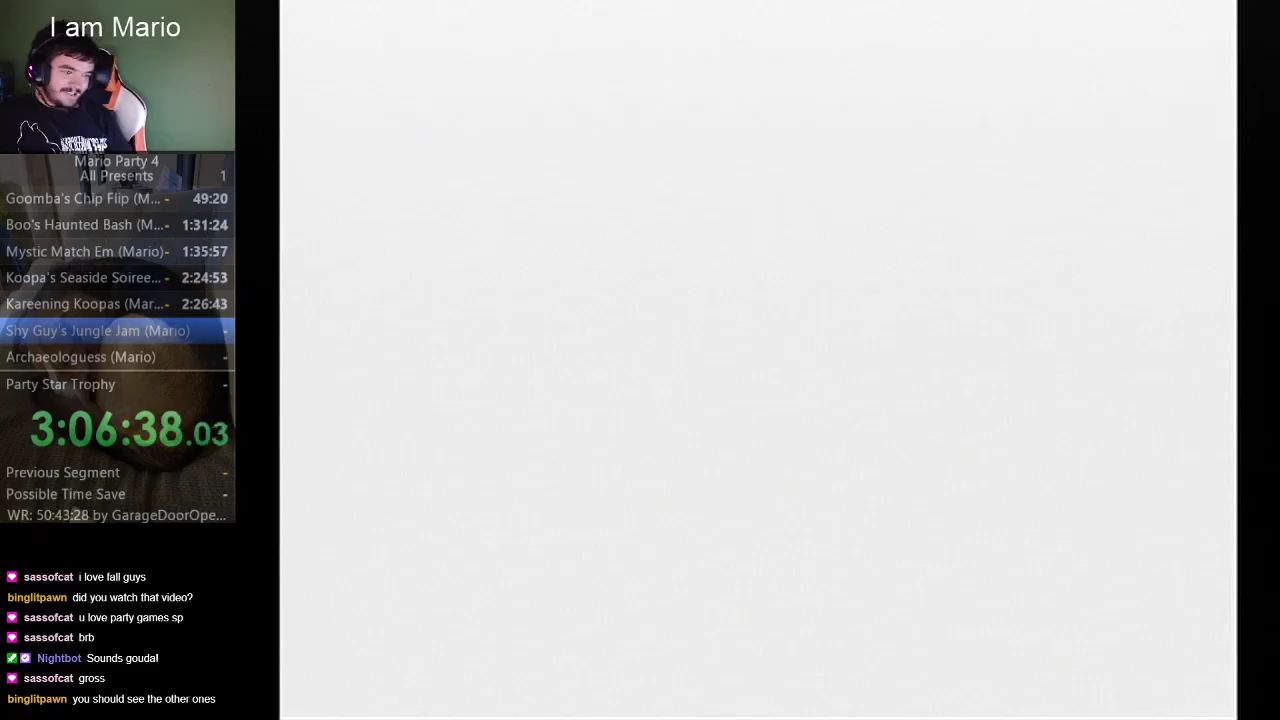 I am Mario
Mario Party 4
All Presents 1
Goomba's Chip Flip (M... - 49:20
Boo's Haunted Bash (M... - 1:31:24
Mystic Match Em (Mario) - 1:35:57
Koopa's Seaside Soiree... - 2:24:53
Kareening Koopas (Mar... - 2:26:43
Shy Guy's Jungle Jam (Mario) -
Archaeologuess (Mario) -
Party Star Trophy -
3:06:38.03
Previous Segment -
Possible Time Save -
WR: 50:43:28 by GarageDoorOpe...
sassofcat i love fall guys
binglitpawn did you watch that video?
sassofcat u love party games sp
sassofcat brb
Nightbot Sounds gouda!
sassofcat gross
binglitpawn you should see the other ones